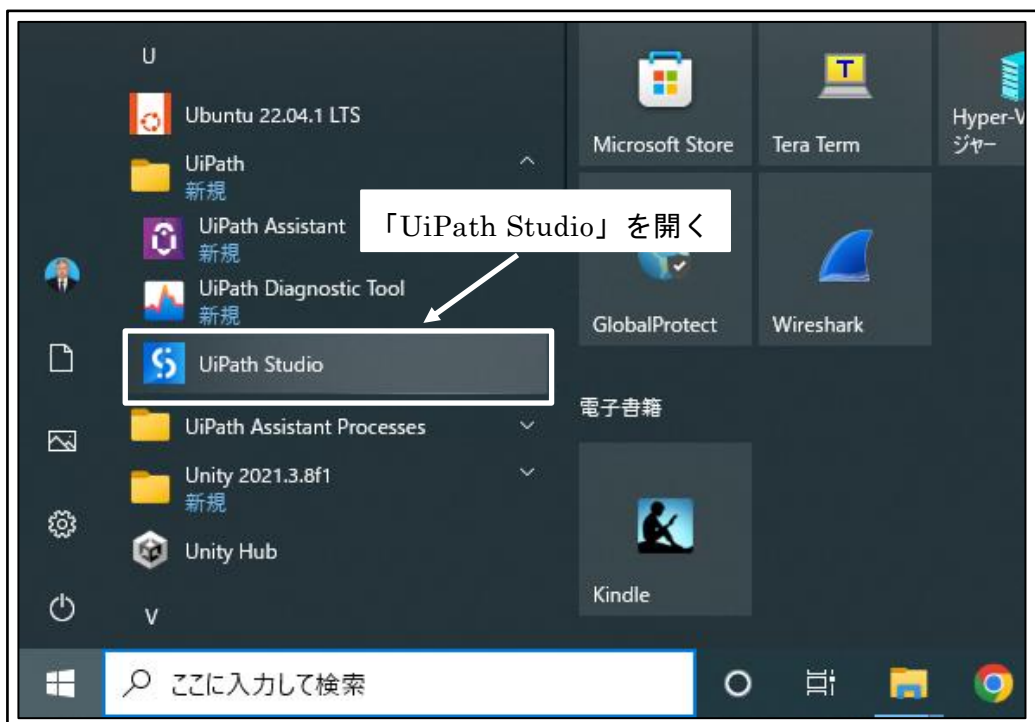 U
Ubuntu 22.04.1 LTS
UiPath
新規
UiPath Assistant
新規
「UiPath Studio」を開く
UiPath Diagnostic Tool
新規
UiPath Studio
UiPath Assistant Processes
Unity 2021.3.8f1
新規
Unity Hub
V
Microsoft Store
Tera Term
Hyper-V
ジャー
GlobalProtect
Wireshark
電子書籍
Kindle
ここに入力して検索